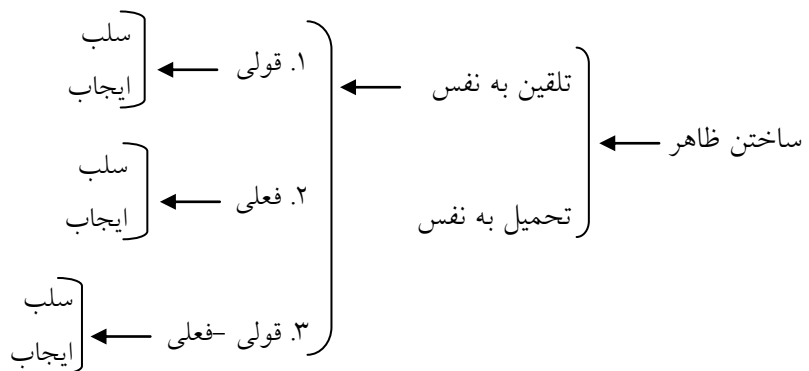 ساختن ظاهر
تلقین به نفس
تحمیل به نفس
۱. قولی
سلب
ایجاب
۲. فعلی
سلب
ایجاب
۳. قولی –فعلی
سلب
ایجاب